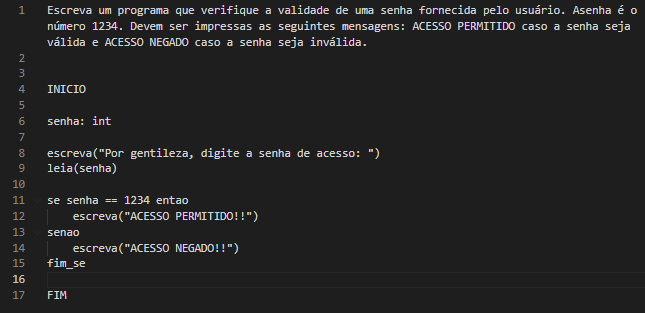 1 Escreva um programa que verifique a validade de uma senha fornecida pelo usuário. Asenha é o
número 1234. Devem ser impressas as seguintes mensagens: ACESSO PERMITIDO caso a senha seja
válida e ACESSO NEGADO caso a senha seja inválida.
2
3
4 INICIO
5
6 senha: int
7
8 escreva("Por gentileza, digite a senha de acesso: ")
9 leia(senha)
10
11 se senha == 1234 entao
12     escreva("ACESSO PERMITIDO!!")
13 senao
14     escreva("ACESSO NEGADO!!")
15 fim_se
16
17 FIM